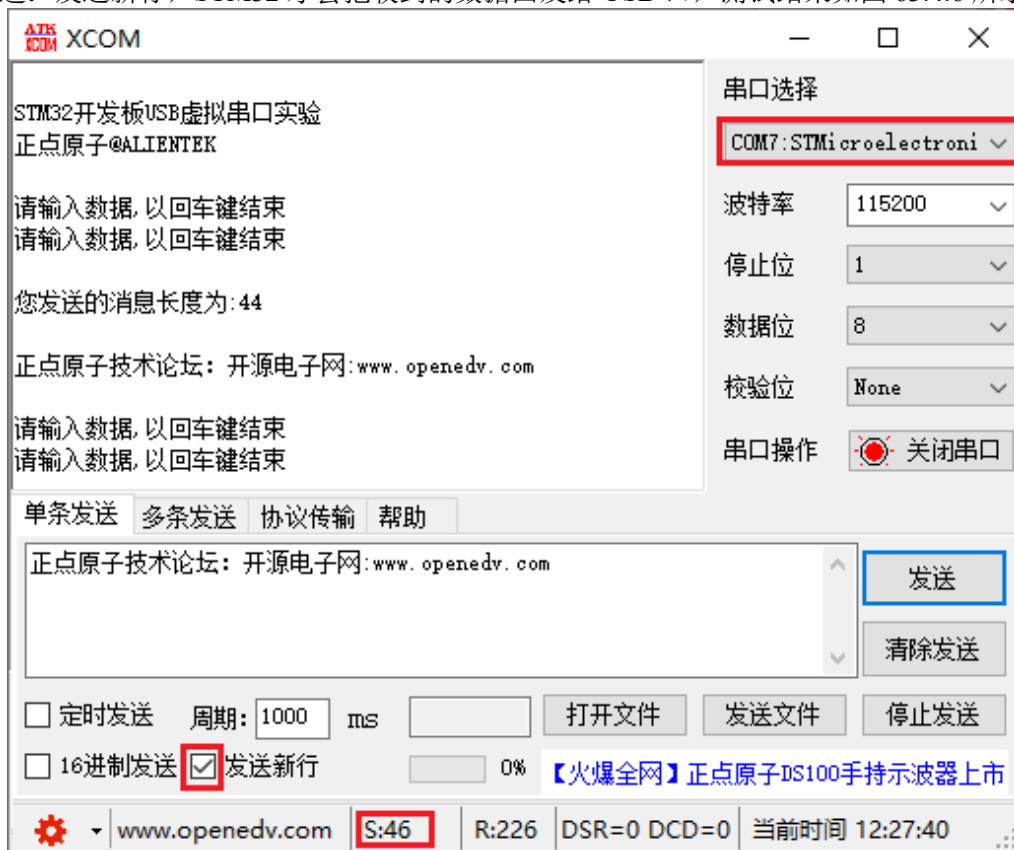 XCOM
STM32开发板USB虚拟串口实验
正点原子@ALIENTEK
请输入数据,以回车键结束
请输入数据,以回车键结束
您发送的消息长度为:44
正点原子技术论坛：开源电子网:www.openedv.com
请输入数据,以回车键结束
请输入数据,以回车键结束
串口选择
COM7:STMicroelectroni
波特率 115200
停止位 1
数据位 8
校验位 None
串口操作 关闭串口
单条发送 多条发送 协议传输 帮助
正点原子技术论坛：开源电子网:www.openedv.com
发送
清除发送
定时发送 周期: 1000 ms 打开文件 发送文件 停止发送
16进制发送 发送新行 0% 【火爆全网】正点原子DS100手持示波器上市
www.openedv.com S:46 R:226 DSR=0 DCD=0 当前时间 12:27:40